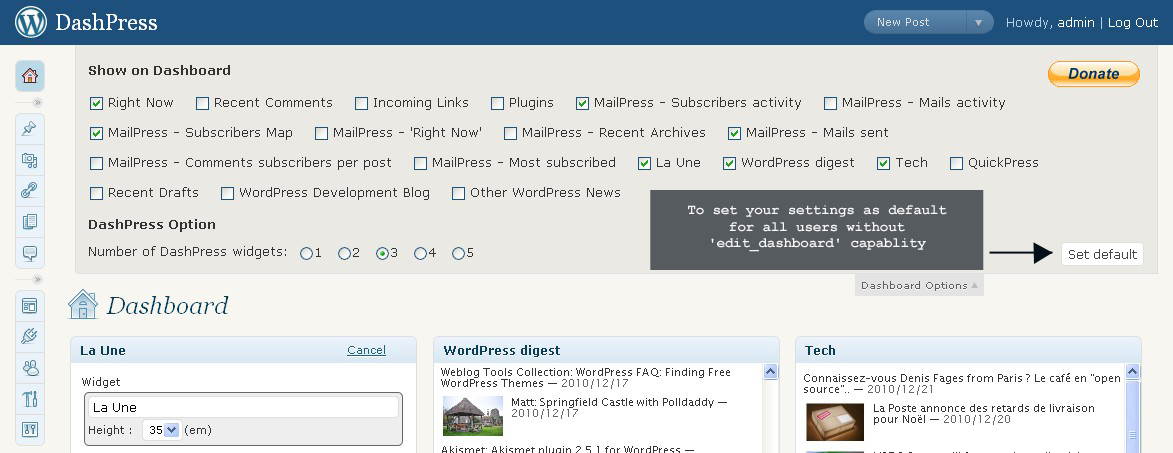 DashPress
New Post
Howdy, admin | Log Out
Show on Dashboard
Donate
Right Now Recent Comments Incoming Links Plugins MailPress - Subscribers activity MailPress - Mails activity
MailPress - Subscribers Map MailPress - 'Right Now' MailPress - Recent Archives MailPress - Mails sent
MailPress - Comments subscribers per post MailPress - Most subscribed La Une WordPress digest Tech QuickPress
Recent Drafts WordPress Development Blog Other WordPress News
To set your settings as default
for all users without
'edit_dashboard' capablity
DashPress Option
Number of DashPress widgets: 1 2 3 4 5
Set default
Dashboard Options
Dashboard
La Une Cancel
Widget
La Une
Height : 35 (em)
WordPress digest
Weblog Tools Collection: WordPress FAQ: Finding Free
WordPress Themes — 2010/12/17
Matt: Springfield Castle with Polldaddy —
2010/12/17
Akismet: Akismet plugin 2.5.1 for WordPress —
Tech
Connaissez-vous Denis Fages from Paris ? Le café en "open
source".. — 2010/12/21
La Poste annonce des retards de livraison
pour Noël — 2010/12/20